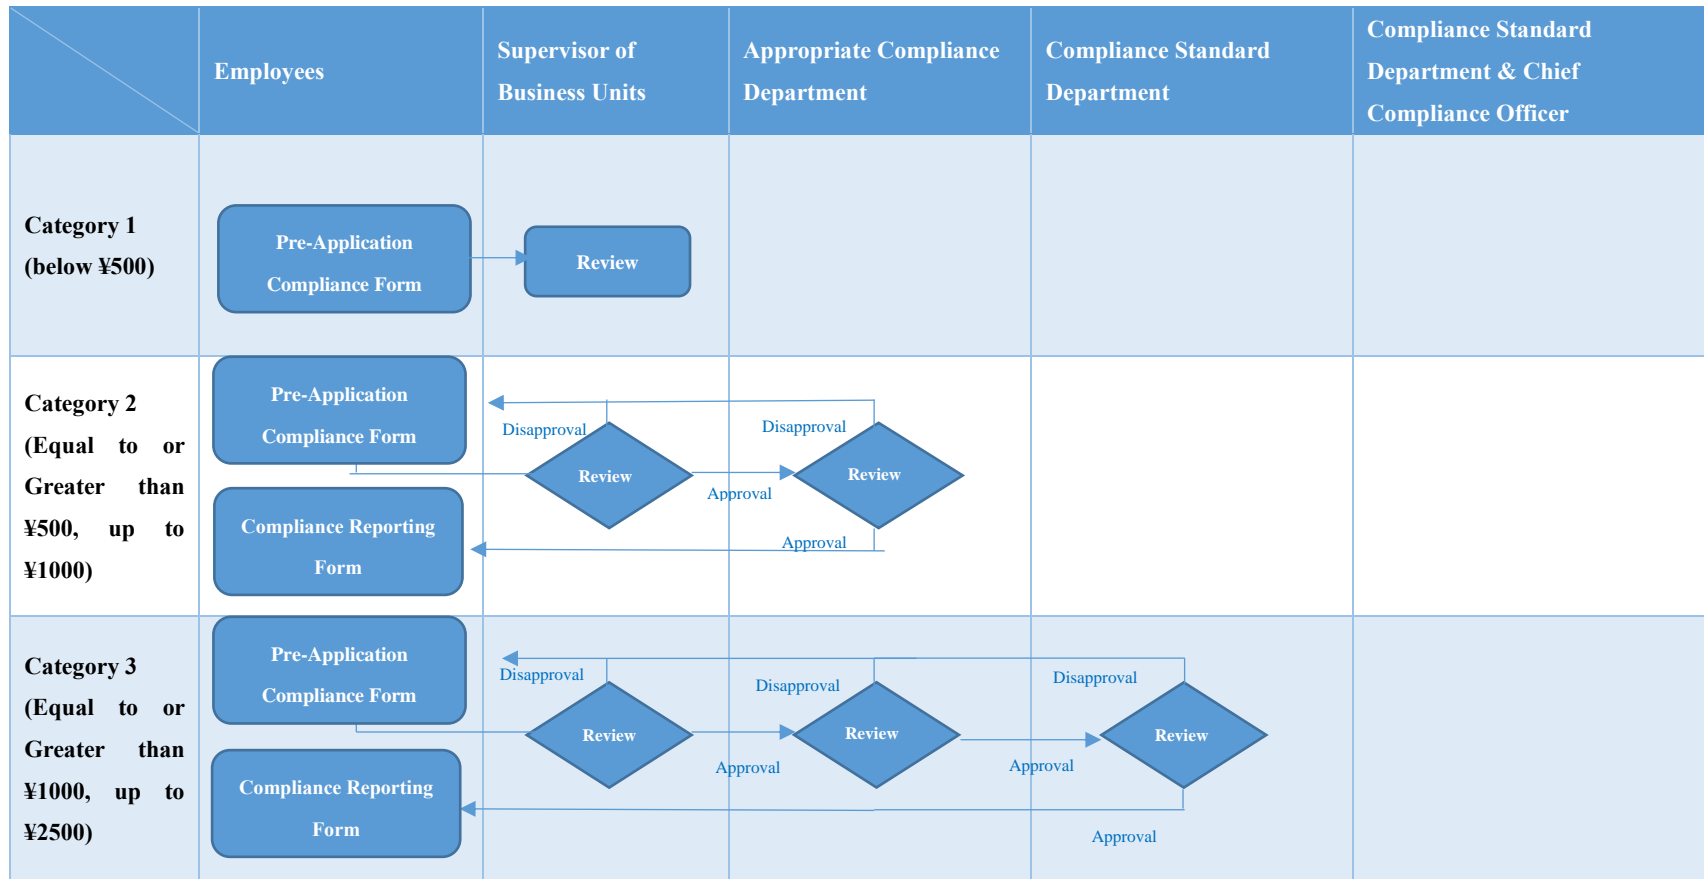 Employees
Supervisor of
Business Units
Appropriate Compliance
Department
Compliance Standard
Department
Compliance Standard
Department & Chief
Compliance Officer
Category 1
(below ¥500)
Pre-Application
Compliance Form
Review
Category 2
(Equal to or
Greater than
¥500, up to
¥1000)
Pre-Application
Compliance Form
Compliance Reporting
Form
Disapproval
Review
Approval
Disapproval
Review
Approval
Category 3
(Equal to or
Greater than
¥1000, up to
¥2500)
Pre-Application
Compliance Form
Compliance Reporting
Form
Disapproval
Review
Approval
Disapproval
Review
Approval
Disapproval
Review
Approval